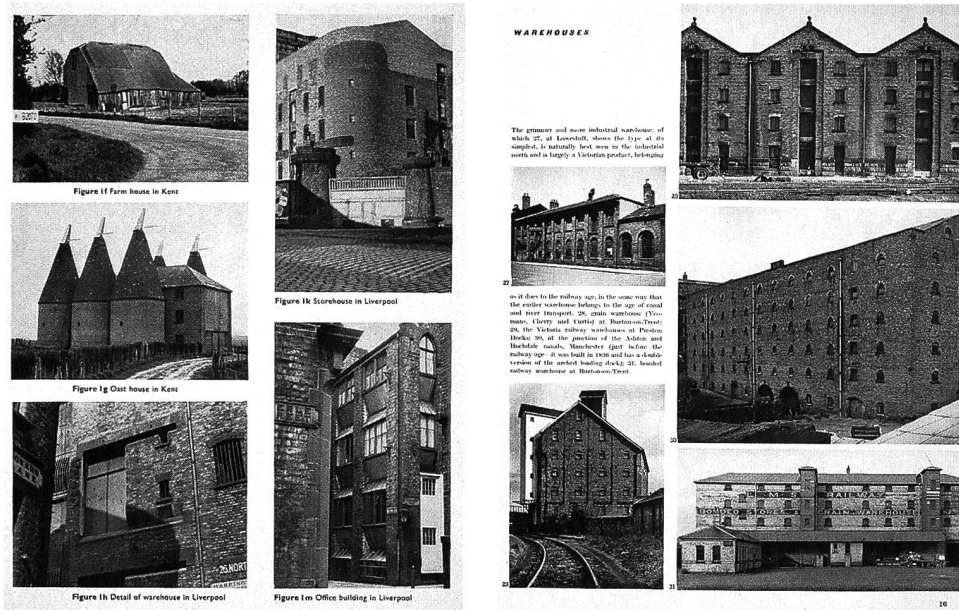 Figure 1f Farm house in Kent
Figure 1g Oast house in Kent
26.NORT
Figure 1h Detail of warehouse in Liverpool
Figure 1k Storehouse in Liverpool
Figure 1m Office building in Liverpool
WAREHOUSES
The grimmer and more industrial warehouse, of
which 27, at Lowestoft, shows the type at its
simplest, is naturally best seen in the industrial
north and is largely a Victorian product, belonging
27
as it does to the railway age, in the same way that
the earlier warehouse belongs to the age of canal
and river transport. 28, grain warehouse (Yeo-
mans, Cherry and Curtis) at Burton-on-Trent:
29, the Victoria railway warehouses at Preston
Docks; 30, at the junction of the Ashton and
Rochdale canals, Manchester (just before the
railway age—it was built in 1836 and has a double
version of the arched loading dock); 31, bonded
railway warehouse at Burton-on-Trent.
30
M S RAILWAY
BONDED STORES & GRAIN WAREHOUSE
31
16